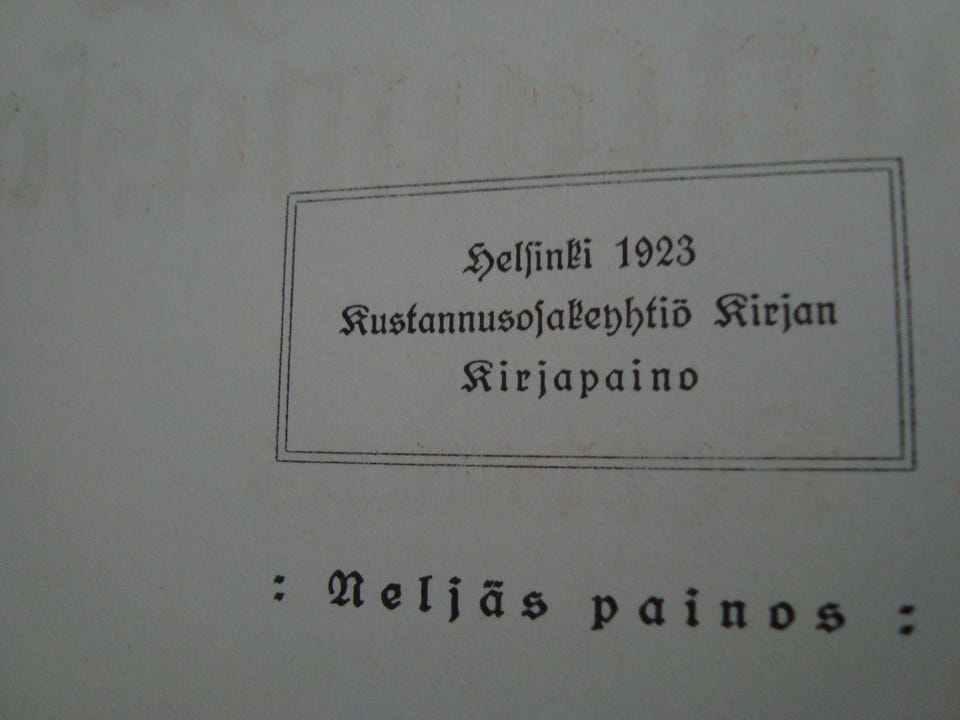 Helsinki 1923
Kustannusosakeyhtiö Kirjan
Kirjapaino
: Neljäs painos :